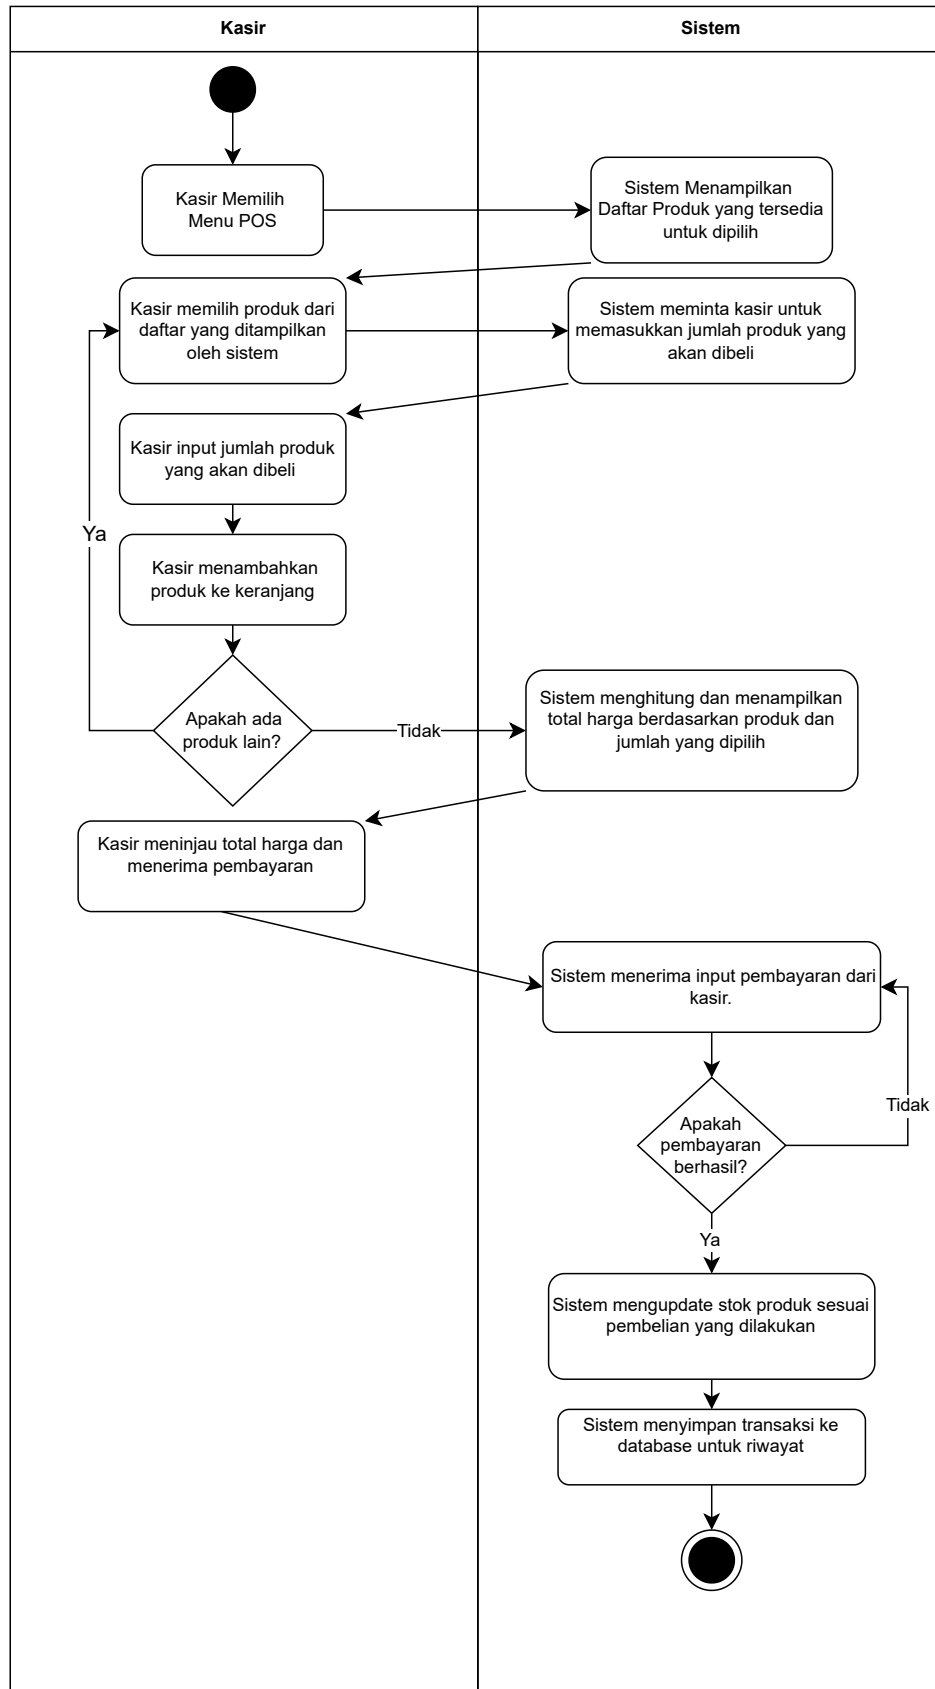 Kasir
Sistem
Kasir Memilih
Menu POS
Sistem Menampilkan
Daftar Produk yang tersedia
untuk dipilih
Kasir memilih produk dari
daftar yang ditampilkan
oleh sistem
Sistem meminta kasir untuk
memasukkan jumlah produk yang
akan dibeli
Kasir input jumlah produk
yang akan dibeli
Ya
Kasir menambahkan
produk ke keranjang
Apakah ada
produk lain?
Tidak
Sistem menghitung dan menampilkan
total harga berdasarkan produk dan
jumlah yang dipilih
Kasir meninjau total harga dan
menerima pembayaran
Sistem menerima input pembayaran dari
kasir.
Apakah
pembayaran
berhasil?
Tidak
Ya
Sistem mengupdate stok produk sesuai
pembelian yang dilakukan
Sistem menyimpan transaksi ke
database untuk riwayat